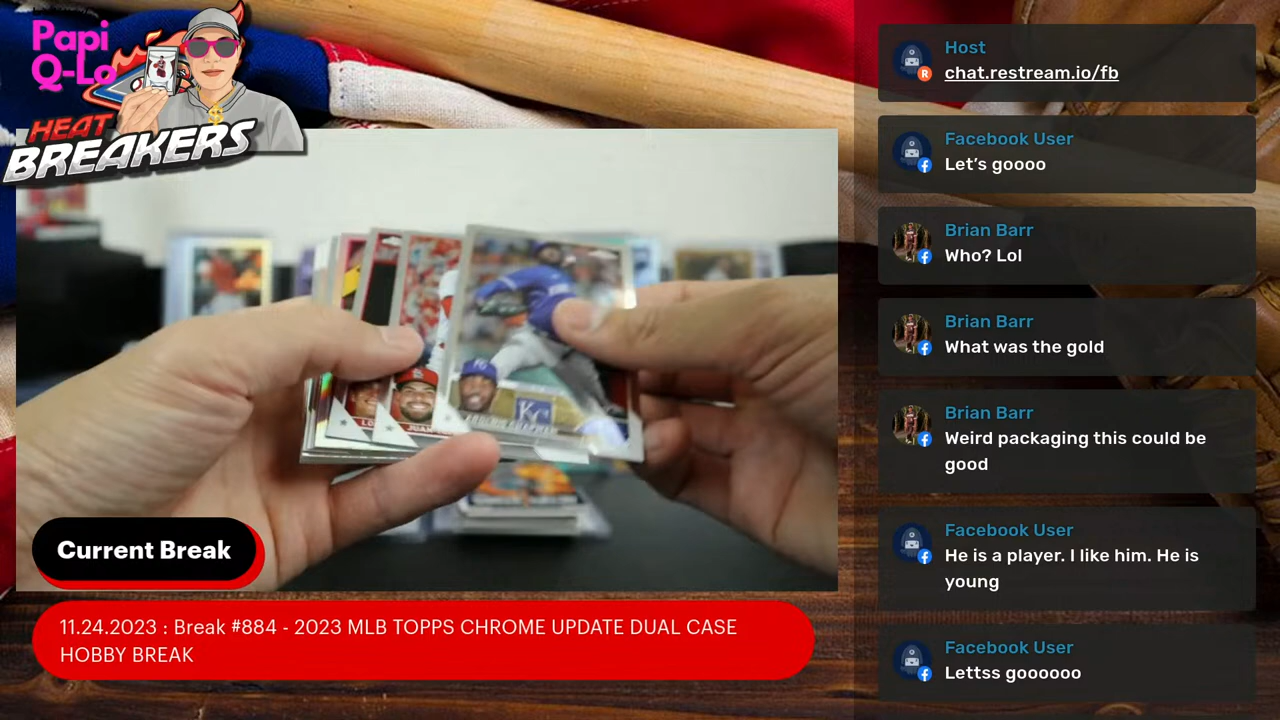 Papi
Q-Lo
HEAT
BREAKERS
KC
Current Break
11.24.2023 : Break #884 - 2023 MLB TOPPS CHROME UPDATE DUAL CASE
HOBBY BREAK
Host
chat.restream.io/fb
Facebook User
Let’s goooo
Brian Barr
Who? Lol
Brian Barr
What was the gold
Brian Barr
Weird packaging this could be
good
Facebook User
He is a player. I like him. He is
young
Facebook User
Lettss goooooo